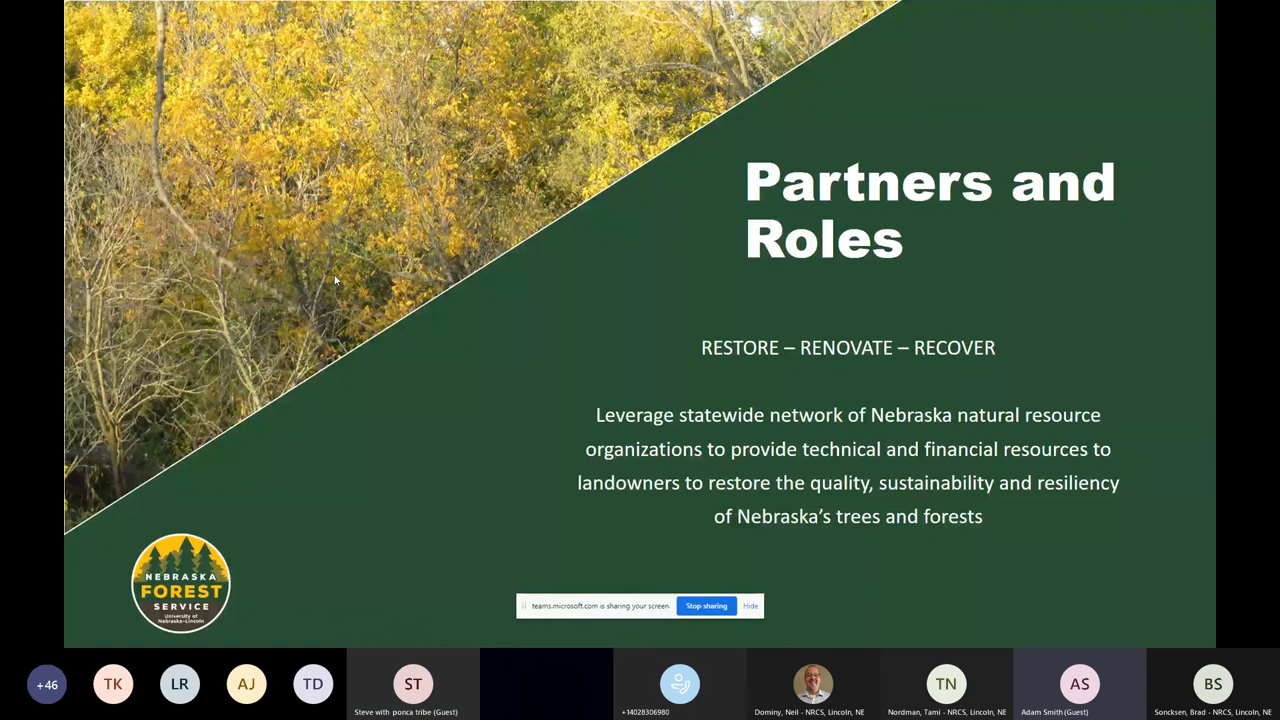 Partners and
Roles
RESTORE – RENOVATE – RECOVER
Leverage statewide network of Nebraska natural resource
organizations to provide technical and financial resources to
landowners to restore the quality, sustainability and resiliency
of Nebraska’s trees and forests
NEBRASKA
FOREST
SERVICE
University of
Nebraska–Lincoln
teams.microsoft.com is sharing your screen
Stop sharing
Hide
+46
TK
LR
AJ
TD
ST
TN
AS
BS
Steve with ponca tribe (Guest)
+14028306980
Dominy, Neil - NRCS, Lincoln, NE
Nordman, Tami - NRCS, Lincoln, NE
Adam Smith (Guest)
Soncksen, Brad - NRCS, Lincoln, NE